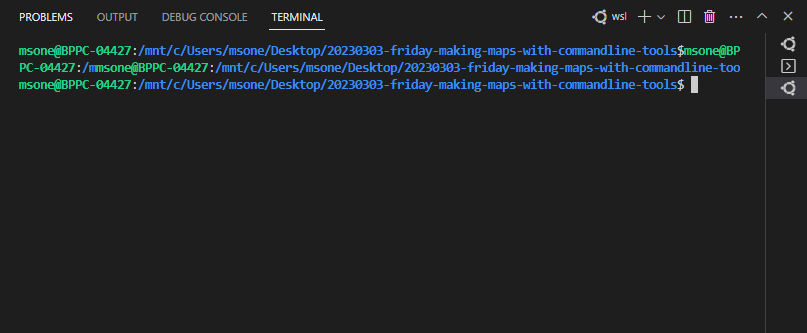 PROBLEMS OUTPUT DEBUG CONSOLE TERMINAL wsl
msone@BPPC-04427:/mnt/c/Users/msone/Desktop/20230303-friday-making-maps-with-commandline-tools$msone@BP
PC-04427:/mmsone@BPPC-04427:/mnt/c/Users/msone/Desktop/20230303-friday-making-maps-with-commandline-too
msone@BPPC-04427:/mnt/c/Users/msone/Desktop/20230303-friday-making-maps-with-commandline-tools$